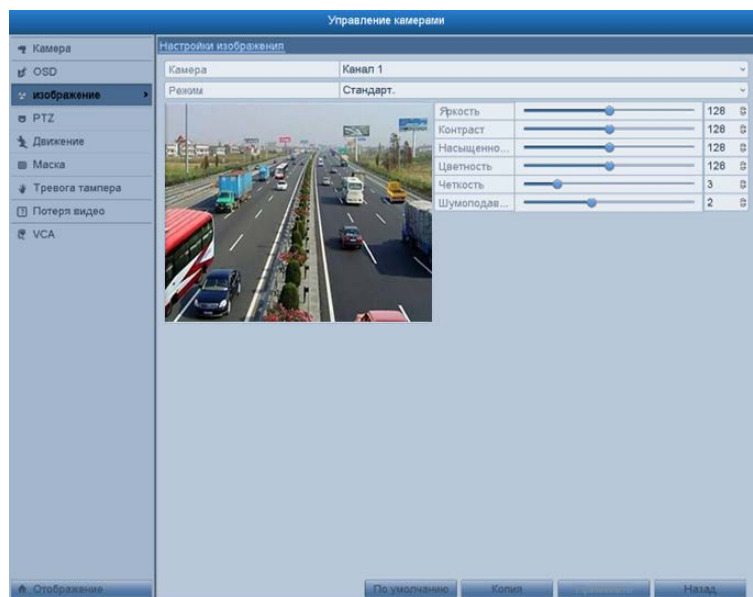 Управление камерами
Камера
OSD
изображение
PTZ
Движение
Маска
Тревога тампера
Потеря видео
VCA
Отображение
Настройки изображения
Камера Канал 1
Режим Стандарт.
Яркость 128
Контраст 128
Насыщенно... 128
Цветность 128
Четкость 3
Шумоподав... 2
По умолчанию Копия Назад